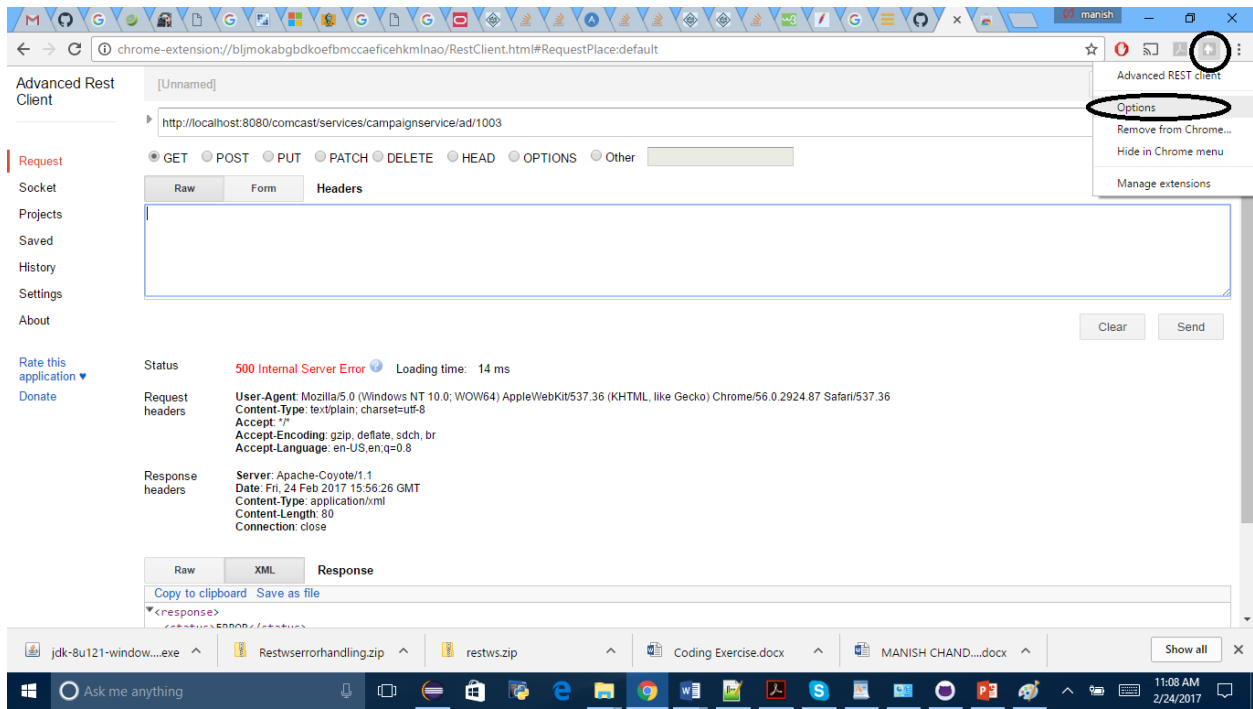 manish
chrome-extension://bljmokabgbdkoefbmccaeficehkmlnao/RestClient.html#RequestPlace:default
Advanced REST client
Options
Remove from Chrome...
Hide in Chrome menu
Manage extensions
Advanced Rest
Client
[Unnamed]
http://localhost:8080/comcast/services/campaignservice/ad/1003
Request
GET POST PUT PATCH DELETE HEAD OPTIONS Other
Socket
Raw Form Headers
Projects
Saved
History
Settings
About
Clear Send
Rate this
application ♥
Donate
Status 500 Internal Server Error Loading time: 14 ms
Request
headers
User-Agent: Mozilla/5.0 (Windows NT 10.0; WOW64) AppleWebKit/537.36 (KHTML, like Gecko) Chrome/56.0.2924.87 Safari/537.36
Content-Type: text/plain; charset=utf-8
Accept: */*
Accept-Encoding: gzip, deflate, sdch, br
Accept-Language: en-US,en;q=0.8
Response
headers
Server: Apache-Coyote/1.1
Date: Fri, 24 Feb 2017 15:56:26 GMT
Content-Type: application/xml
Content-Length: 80
Connection: close
Raw XML Response
Copy to clipboard Save as file
<response>
<status>ERROR</status>
jdk-8u121-window....exe Restwserrorhandling.zip restws.zip Coding Exercise.docx MANISH CHAND....docx Show all
Ask me anything
11:08 AM
2/24/2017